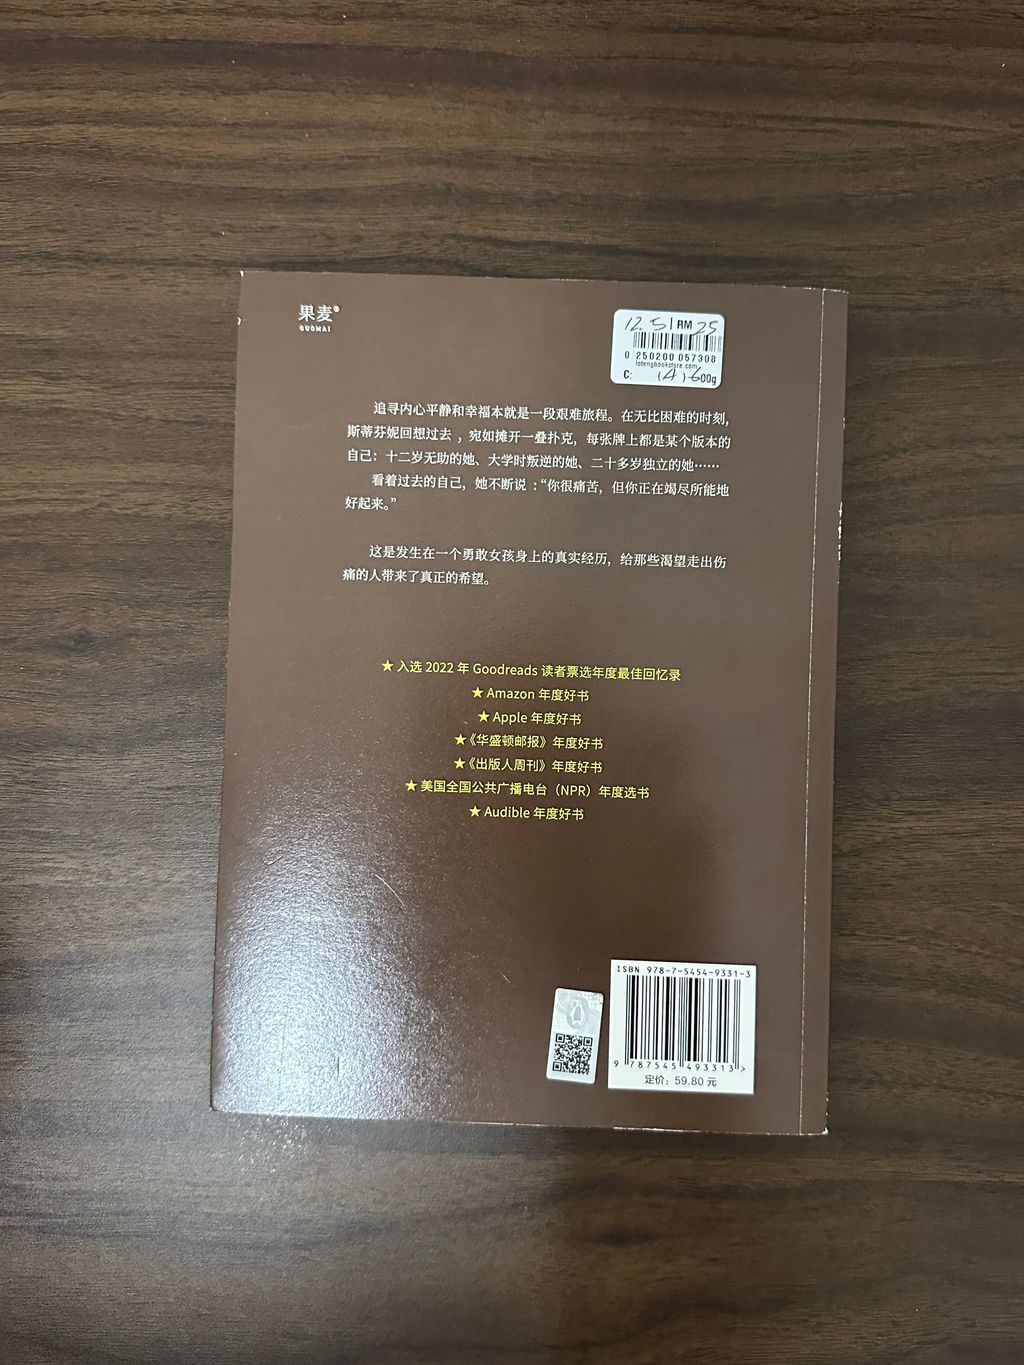 果麦®
GUOMAI
12.51 RM 25
0 250200 057308
lofengbookstore.com
C: 00g
追寻内心平静和幸福本就是一段艰难旅程。在无比困难的时刻，
斯蒂芬妮回想过去，宛如摊开一叠扑克，每张牌上都是某个版本的
自己：十二岁无助的她、大学时叛逆的她、二十多岁独立的她……
看着过去的自己，她不断说：“你很痛苦，但你正在竭尽所能地
好起来。”
这是发生在一个勇敢女孩身上的真实经历，给那些渴望走出伤
痛的人带来了真正的希望。
★ 入选 2022 年 Goodreads 读者票选年度最佳回忆录
★ Amazon 年度好书
★ Apple 年度好书
★《华盛顿邮报》年度好书
★《出版人周刊》年度好书
★ 美国全国公共广播电台（NPR）年度选书
★ Audible 年度好书
ISBN 978-7-5454-9331-3
9 787545 493313 >
定价：59.80 元